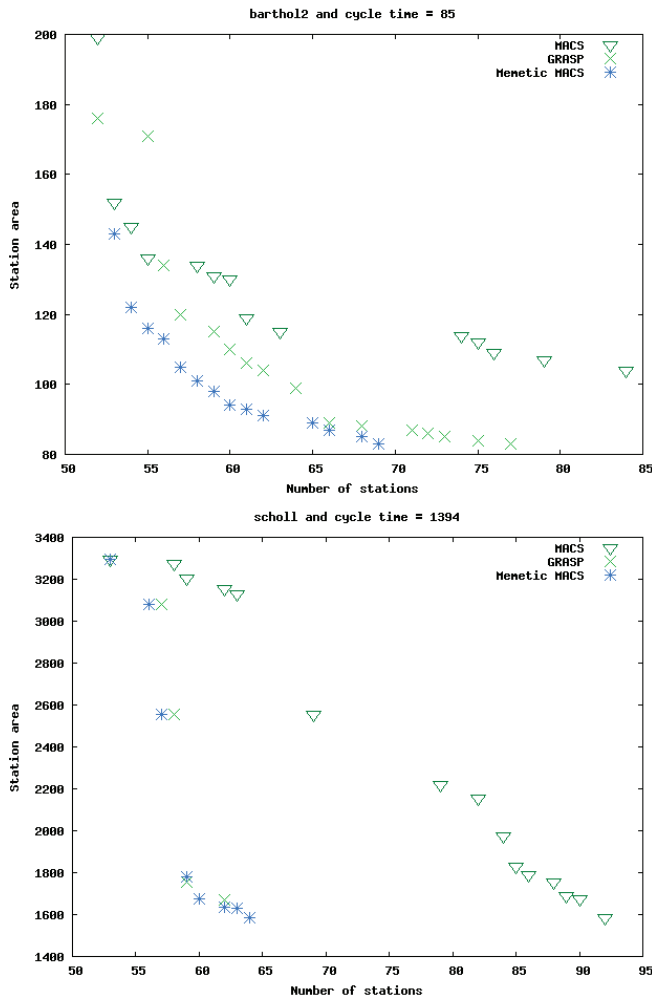 barthol2 and cycle time = 85
200
180
160
140
120
100
80
Station area
MACS
GRASP
Memetic MACS
50 55 60 65 70 75 80 85
Number of stations
scholl and cycle time = 1394
3400
3200
3000
2800
2600
2400
2200
2000
1800
1600
1400
Station area
MACS
GRASP
Memetic MACS
50 55 60 65 70 75 80 85 90 95
Number of stations